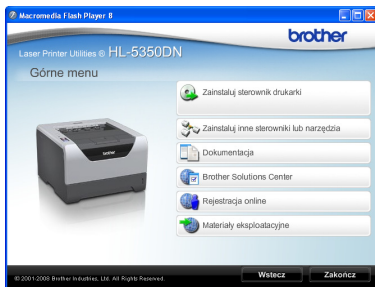 Macromedia Flash Player 8
brother
Laser Printer Utilities ® HL-5350DN
Górne menu
Zainstaluj sterownik drukarki
Zainstaluj inne sterowniki lub narzędzia
Dokumentacja
Brother Solutions Center
Rejestracja online
Materiały eksploatacyjne
© 2001-2008 Brother Industries, Ltd. All Rights Reserved.
Wstecz
Zakończ